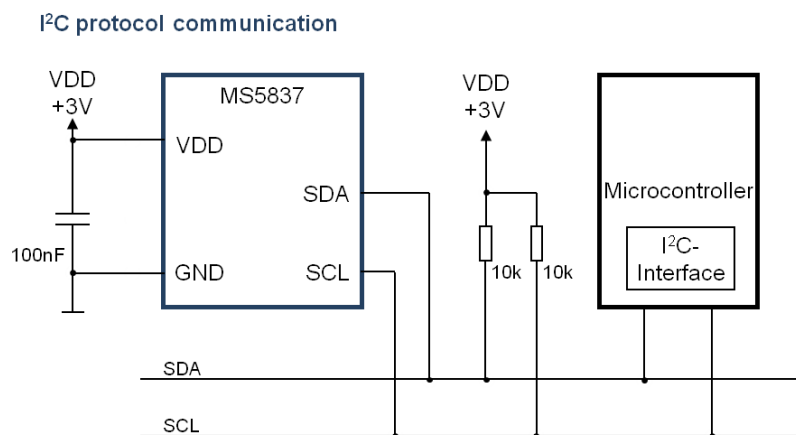 I²C protocol communication
VDD
+3V
MS5837
VDD
SDA
100nF
GND
SCL
VDD
+3V
10k
10k
Microcontroller
I²C-
Interface
SDA
SCL